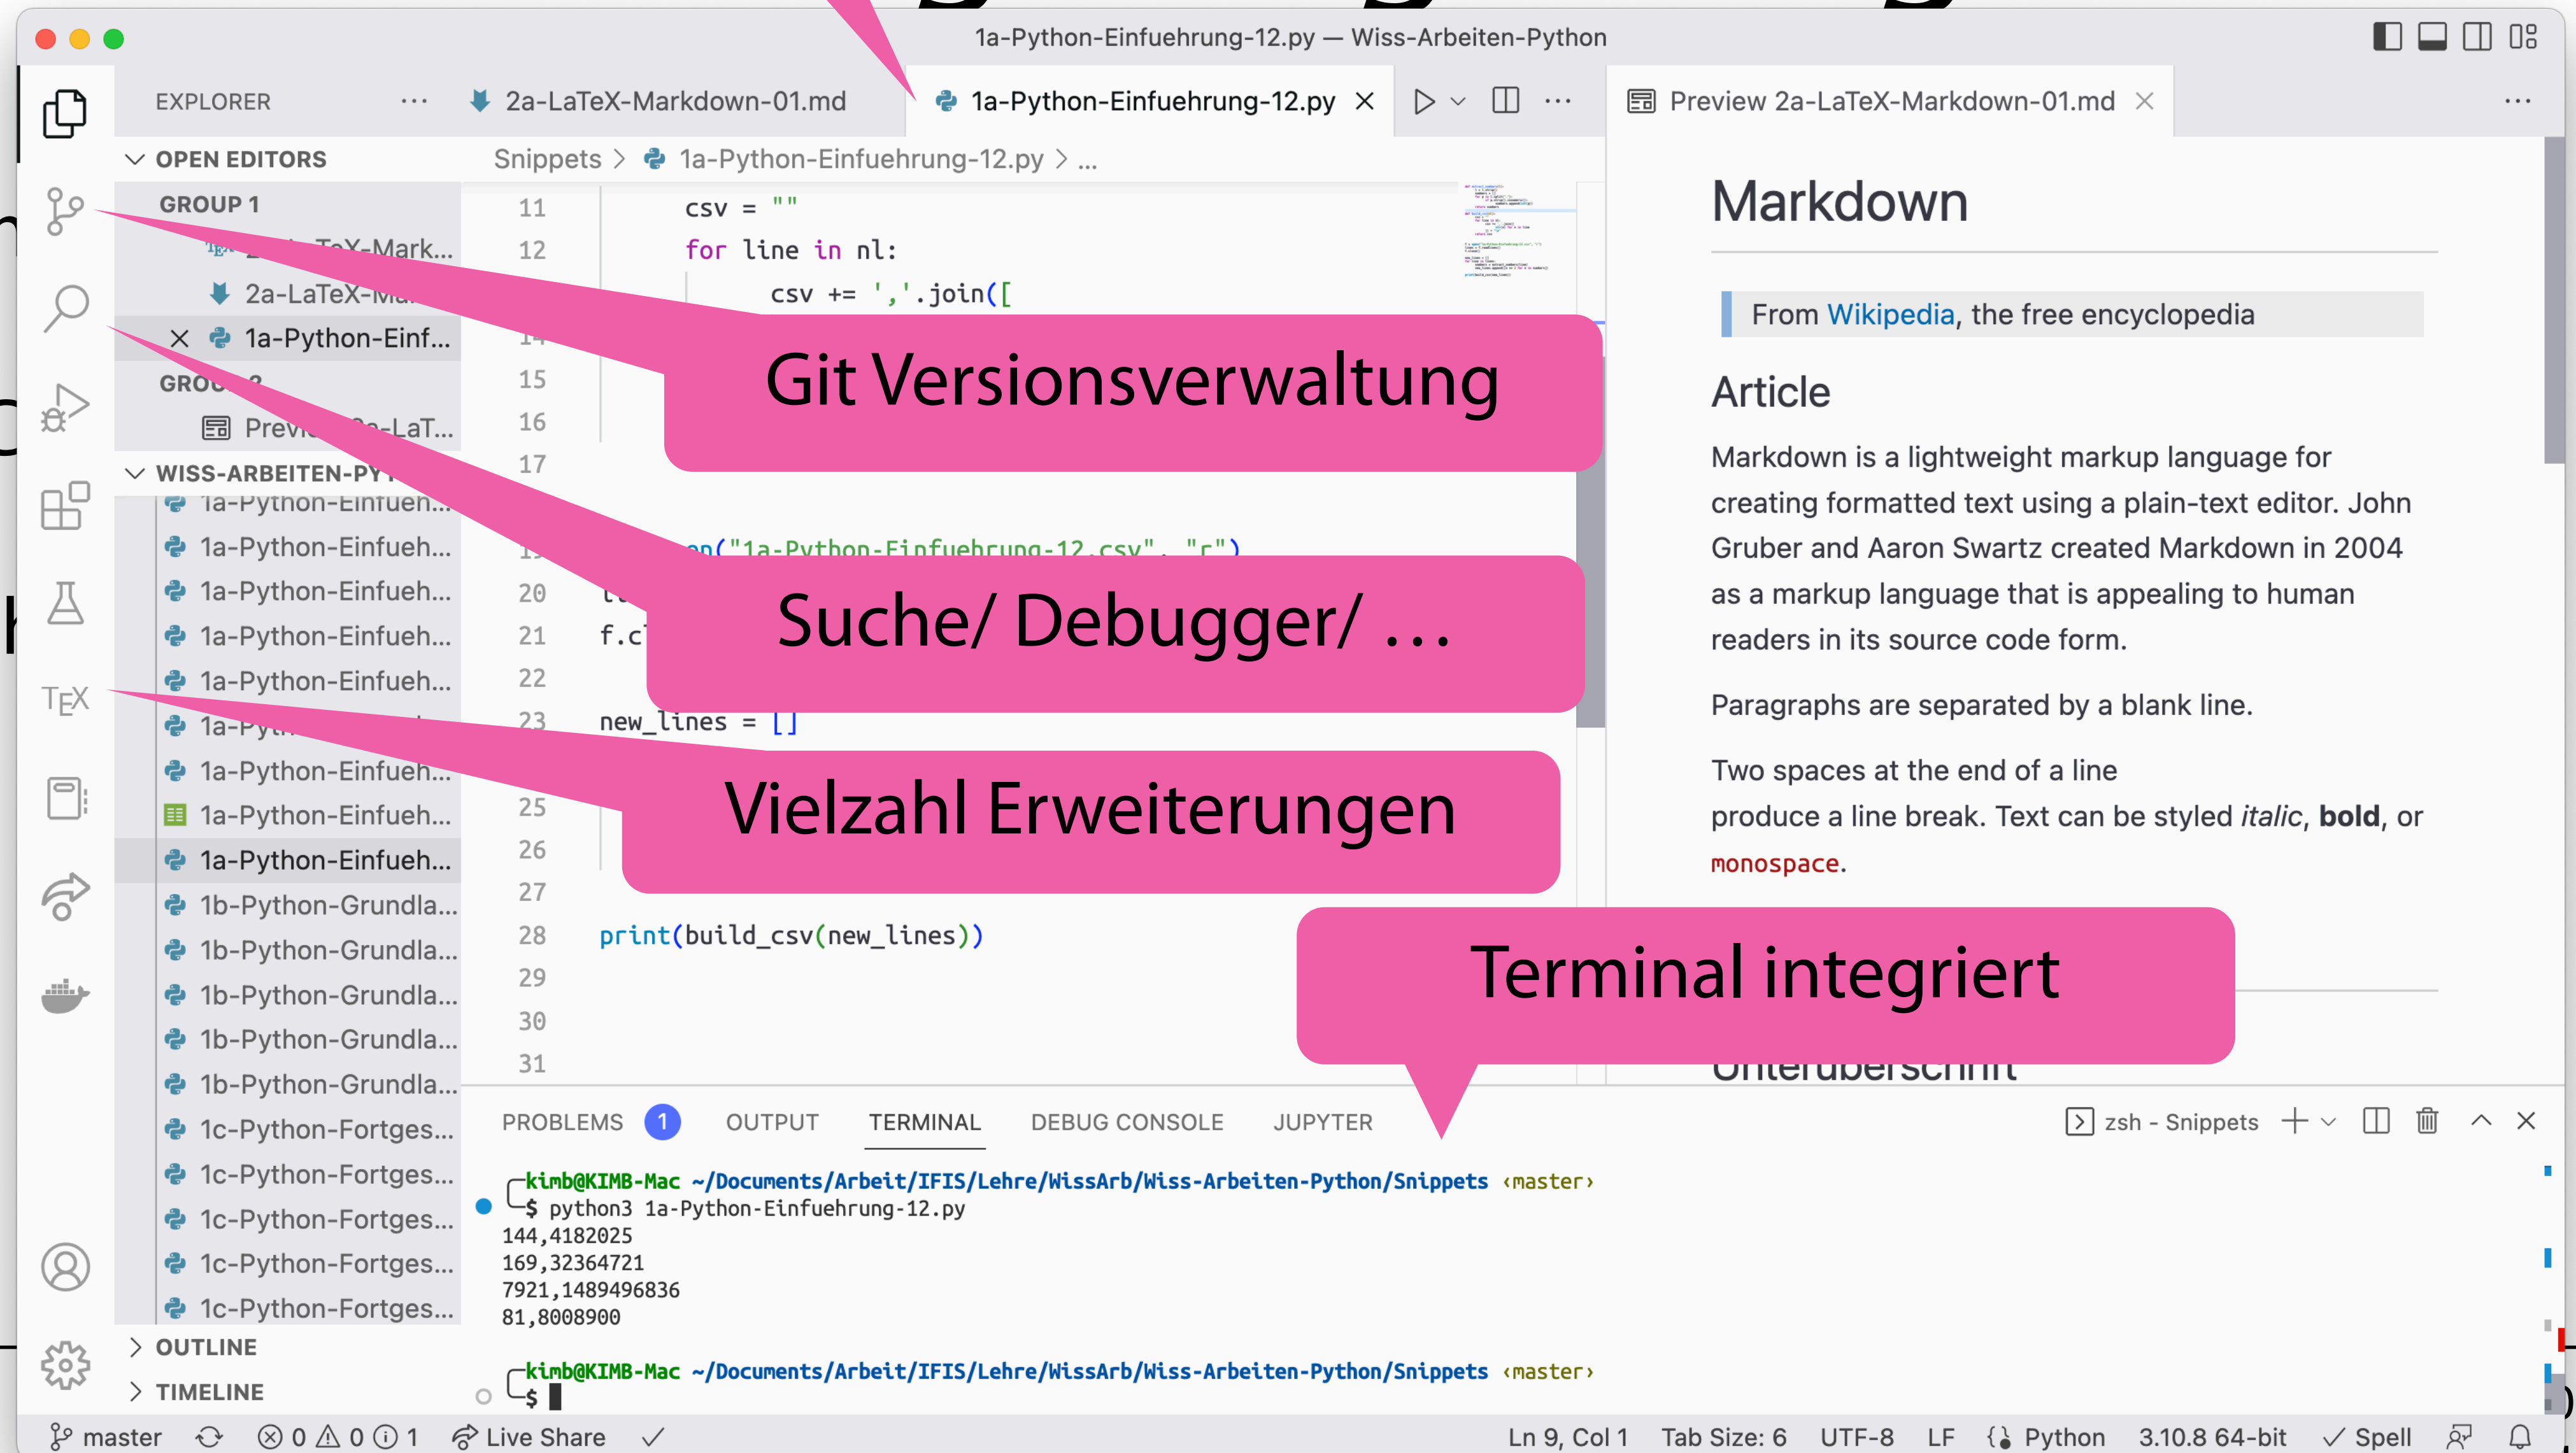 1a-Python-Einfuehrung-12.py — Wiss-Arbeiten-Python
EXPLORER ...
2a-LaTeX-Markdown-01.md
1a-Python-Einfuehrung-12.py
Preview 2a-LaTeX-Markdown-01.md
OPEN EDITORS
GROUP 1
2a-LaTeX-M
1a-Python-Einf...
LaT...
WISS-ARBEITEN-PY
1a-Python-Einfueh...
1a-Python-Einfueh...
1a-Python-Einfueh...
1a-Python-Einfueh...
1a-Python-Einfueh...
1a-Py
1a-Python-Einfueh...
1a-Python-Einfueh...
1a-Python-Einfueh...
1b-Python-Grundla...
1b-Python-Grundla...
1b-Python-Grundla...
1b-Python-Grundla...
1b-Python-Grundla...
1c-Python-Fortges...
1c-Python-Fortges...
1c-Python-Fortges...
1c-Python-Fortges...
1c-Python-Fortges...
OUTLINE
TIMELINE
TEX
Snippets > 1a-Python-Einfuehrung-12.py > ...
11 csv = ""
12 for line in nl:
csv += ','.join([
14
15
16
17
("1a-Python-Einfuehrung-12.csv", "r")
20
21 f.c
22
23 new_lines = []
25
26
27
28 print(build_csv(new_lines))
29
30
31
Git Versionsverwaltung
Suche/ Debugger/ …
Vielzahl Erweiterungen
Terminal integriert
Markdown
From Wikipedia, the free encyclopedia
Article
Markdown is a lightweight markup language for
creating formatted text using a plain-text editor. John
Gruber and Aaron Swartz created Markdown in 2004
as a markup language that is appealing to human
readers in its source code form.
Paragraphs are separated by a blank line.
Two spaces at the end of a line
produce a line break. Text can be styled italic, bold, or
monospace.
Unterüberschrift
PROBLEMS 1 OUTPUT TERMINAL DEBUG CONSOLE JUPYTER
zsh - Snippets
kimb@KIMB-Mac ~/Documents/Arbeit/IFIS/Lehre/WissArb/Wiss-Arbeiten-Python/Snippets ‹master›
$ python3 1a-Python-Einfuehrung-12.py
144,4182025
169,32364721
7921,1489496836
81,8008900
kimb@KIMB-Mac ~/Documents/Arbeit/IFIS/Lehre/WissArb/Wiss-Arbeiten-Python/Snippets ‹master›
$
master 0 0 1 Live Share
Ln 9, Col 1 Tab Size: 6 UTF-8 LF Python 3.10.8 64-bit Spell